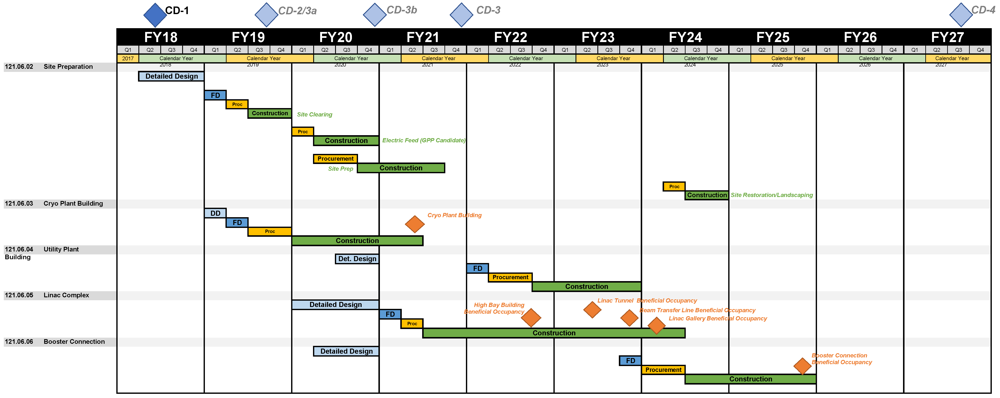 CD-1 CD-2/3a CD-3b CD-3 CD-4
FY18 FY19 FY20 FY21 FY22 FY23 FY24 FY25 FY26 FY27
Q1 Q2 Q3 Q4 Q1 Q2 Q3 Q4 Q1 Q2 Q3 Q4 Q1 Q2 Q3 Q4 Q1 Q2 Q3 Q4 Q1 Q2 Q3 Q4 Q1 Q2 Q3 Q4 Q1 Q2 Q3 Q4 Q1 Q2 Q3 Q4 Q1 Q2 Q3 Q4
2017 Calendar Year Calendar Year Calendar Year Calendar Year Calendar Year Calendar Year Calendar Year Calendar Year Calendar Year Calendar Year
2018 2019 2020 2021 2022 2023 2024 2025 2026 2027
121.06.02 Site Preparation
Detailed Design
FD
Proc
Construction Site Clearing
Proc
Construction Electric Feed (GPP Candidate)
Procurement
Site Prep Construction
Proc
Construction Site Restoration/Landscaping
121.06.03 Cryo Plant Building
DD
Cryo Plant Building
FD
Proc
Construction
121.06.04 Utility Plant
Building
Det. Design
FD
Procurement
Construction
121.06.05 Linac Complex
Linac Tunnel Beneficial Occupancy
Detailed Design
High Bay Building
Beneficial Occupancy
Beam Transfer Line Beneficial Occupancy
FD
Linac Gallery Beneficial Occupancy
Proc
Construction
121.06.06 Booster Connection
Detailed Design
Booster Connection
Beneficial Occupancy
FD
Procurement
Construction